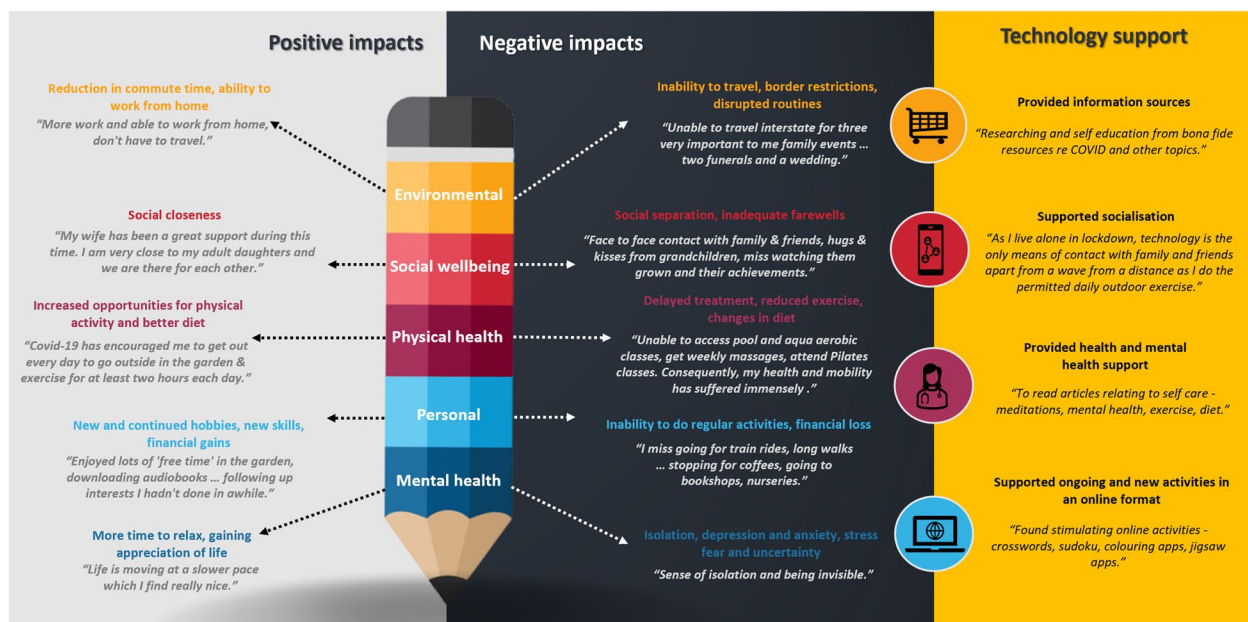 Positive impacts
Reduction in commute time, ability to
work from home
“More work and able to work from home,
don't have to travel.”
Social closeness
“My wife has been a great support during this
time. I am very close to my adult daughters and
we are there for each other.”
Increased opportunities for physical
activity and better diet
“Covid-19 has encouraged me to get out
every day to go outside in the garden &
exercise for at least two hours each day.”
New and continued hobbies, new skills,
financial gains
“Enjoyed lots of 'free time' in the garden,
downloading audiobooks ... following up
interests I hadn't done in awhile.”
More time to relax, gaining
appreciation of life
“Life is moving at a slower pace
which I find really nice.”
Environmental
Social wellbeing
Physical health
Personal
Mental health
Negative impacts
Inability to travel, border restrictions,
disrupted routines
“Unable to travel interstate for three
very important to me family events ...
two funerals and a wedding.”
Social separation, inadequate farewells
“Face to face contact with family & friends, hugs &
kisses from grandchildren, miss watching them
grown and their achievements.”
Delayed treatment, reduced exercise,
changes in diet
“Unable to access pool and aqua aerobic
classes, get weekly massages, attend Pilates
classes. Consequently, my health and mobility
has suffered immensely .”
Inability to do regular activities, financial loss
“I miss going for train rides, long walks
... stopping for coffees, going to
bookshops, nurseries.”
Isolation, depression and anxiety, stress
fear and uncertainty
“Sense of isolation and being invisible.”
Technology support
Provided information sources
“Researching and self education from bona fide
resources re COVID and other topics.”
Supported socialisation
“As I live alone in lockdown, technology is the
only means of contact with family and friends
apart from a wave from a distance as I do the
permitted daily outdoor exercise.”
Provided health and mental
health support
“To read articles relating to self care -
meditations, mental health, exercise, diet.”
Supported ongoing and new activities in
an online format
“Found stimulating online activities -
crosswords, sudoku, colouring apps, jigsaw
apps.”